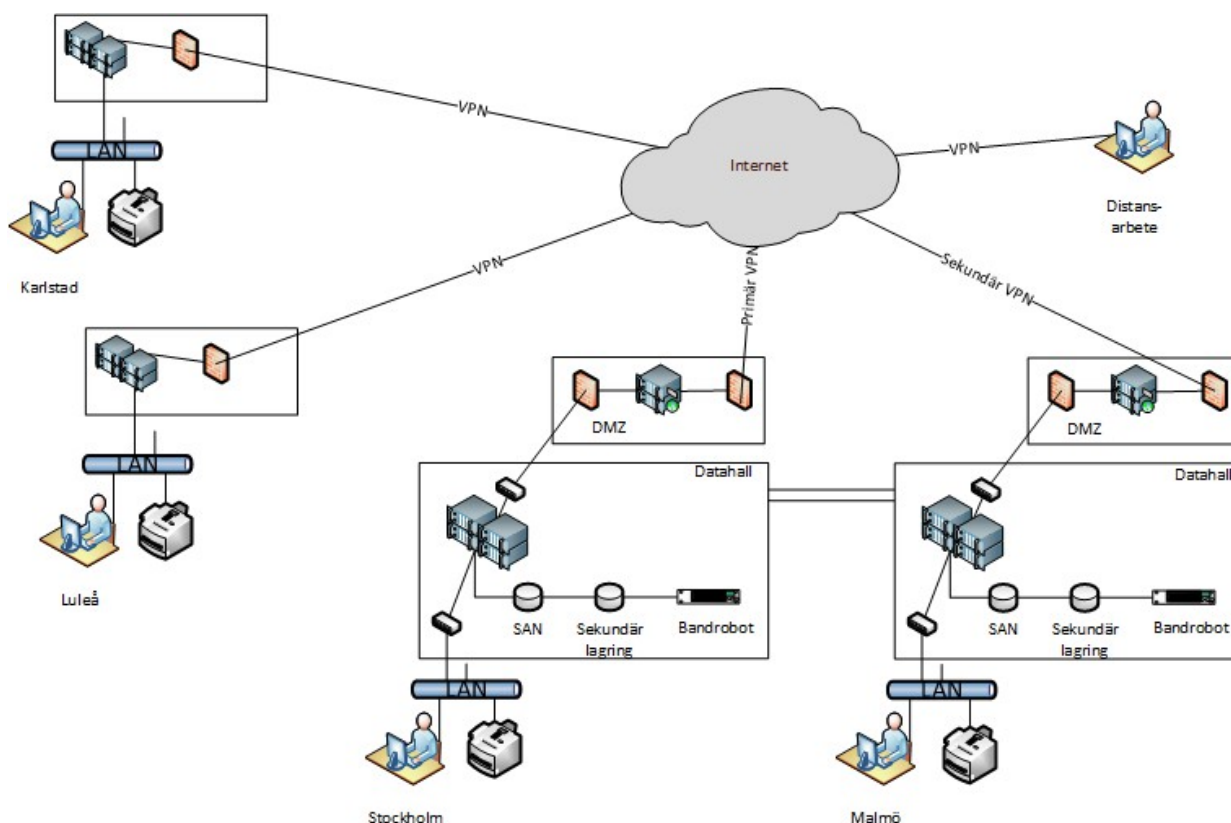 VPN
LAN
Karlstad
Internet
VPN
Distans-
arbete
VPN
Primär VPN
Sekundär VPN
LAN
Luleå
DMZ
Datahall
SAN
Sekundär
lagring
Bandrobot
LAN
Stockholm
DMZ
Datahall
SAN
Sekundär
lagring
Bandrobot
LAN
Malmö